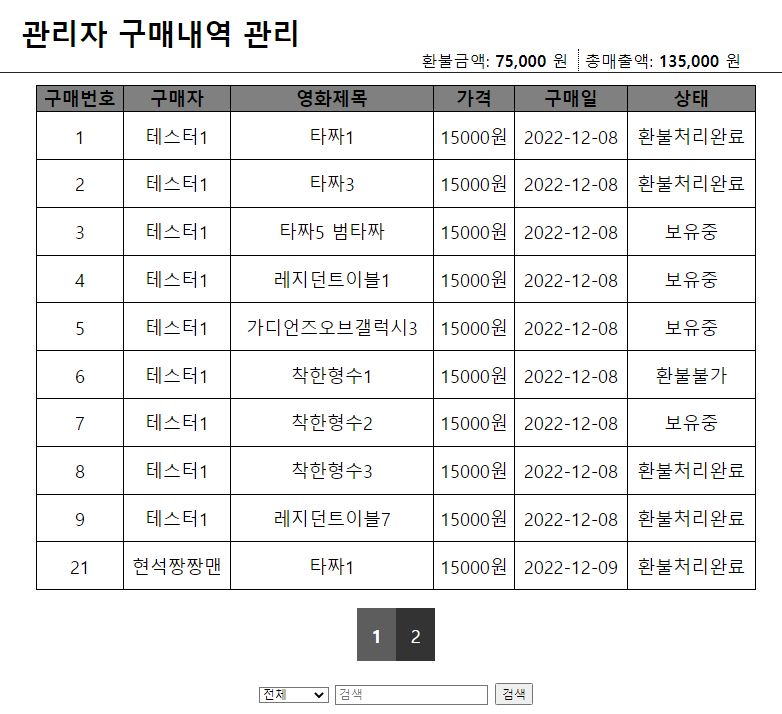 관리자 구매내역 관리
환불금액: 75,000 원 총매출액: 135,000 원
구매번호 구매자 영화제목 가격 구매일 상태
1 테스터1 타짜1 15000원 2022-12-08 환불처리완료
2 테스터1 타짜3 15000원 2022-12-08 환불처리완료
3 테스터1 타짜5 범타짜 15000원 2022-12-08 보유중
4 테스터1 레지던트이블1 15000원 2022-12-08 보유중
5 테스터1 가디언즈오브갤럭시3 15000원 2022-12-08 보유중
6 테스터1 착한형수1 15000원 2022-12-08 환불불가
7 테스터1 착한형수2 15000원 2022-12-08 보유중
8 테스터1 착한형수3 15000원 2022-12-08 환불처리완료
9 테스터1 레지던트이블7 15000원 2022-12-08 환불처리완료
21 현석짱짱맨 타짜1 15000원 2022-12-09 환불처리완료
1 2
전체 검색 검색